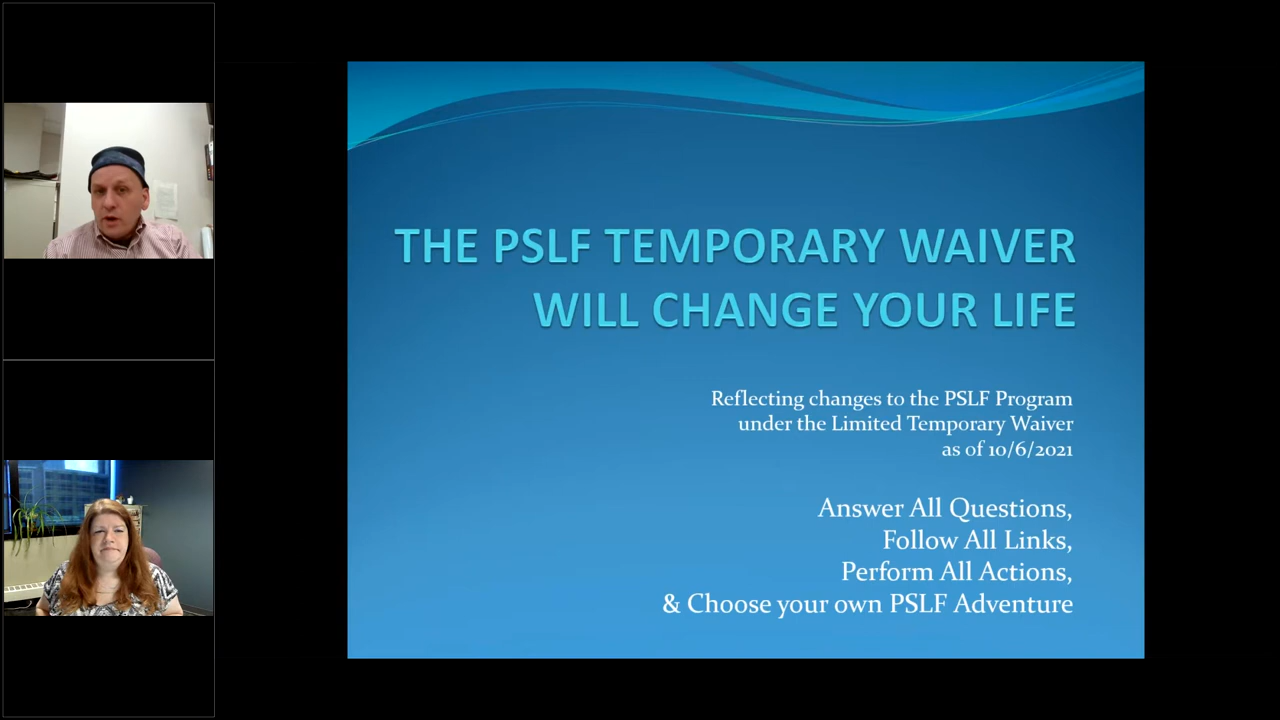 THE PSLF TEMPORARY WAIVER
WILL CHANGE YOUR LIFE
Reflecting changes to the PSLF Program
under the Limited Temporary Waiver
as of 10/6/2021
Answer All Questions,
Follow All Links,
Perform All Actions,
& Choose your own PSLF Adventure